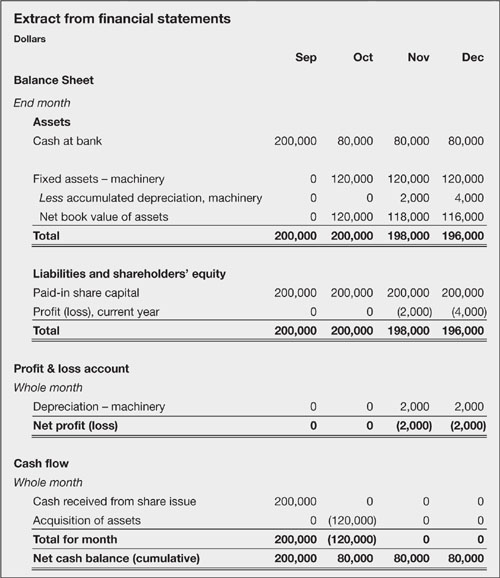 Extract from financial statements
Dollars
Sep Oct Nov Dec
Balance Sheet
End month
Assets
Cash at bank 200,000 80,000 80,000 80,000
Fixed assets – machinery 0 120,000 120,000 120,000
Less accumulated depreciation, machinery 0 0 2,000 4,000
Net book value of assets 0 120,000 118,000 116,000
Total 200,000 200,000 198,000 196,000
Liabilities and shareholders' equity
Paid-in share capital 200,000 200,000 200,000 200,000
Profit (loss), current year 0 0 (2,000) (4,000)
Total 200,000 200,000 198,000 196,000
Profit & loss account
Whole month
Depreciation – machinery 0 0 2,000 2,000
Net profit (loss) 0 0 (2,000) (2,000)
Cash flow
Whole month
Cash received from share issue 200,000 0 0 0
Acquisition of assets 0 (120,000) 0 0
Total for month 200,000 (120,000) 0 0
Net cash balance (cumulative) 200,000 80,000 80,000 80,000